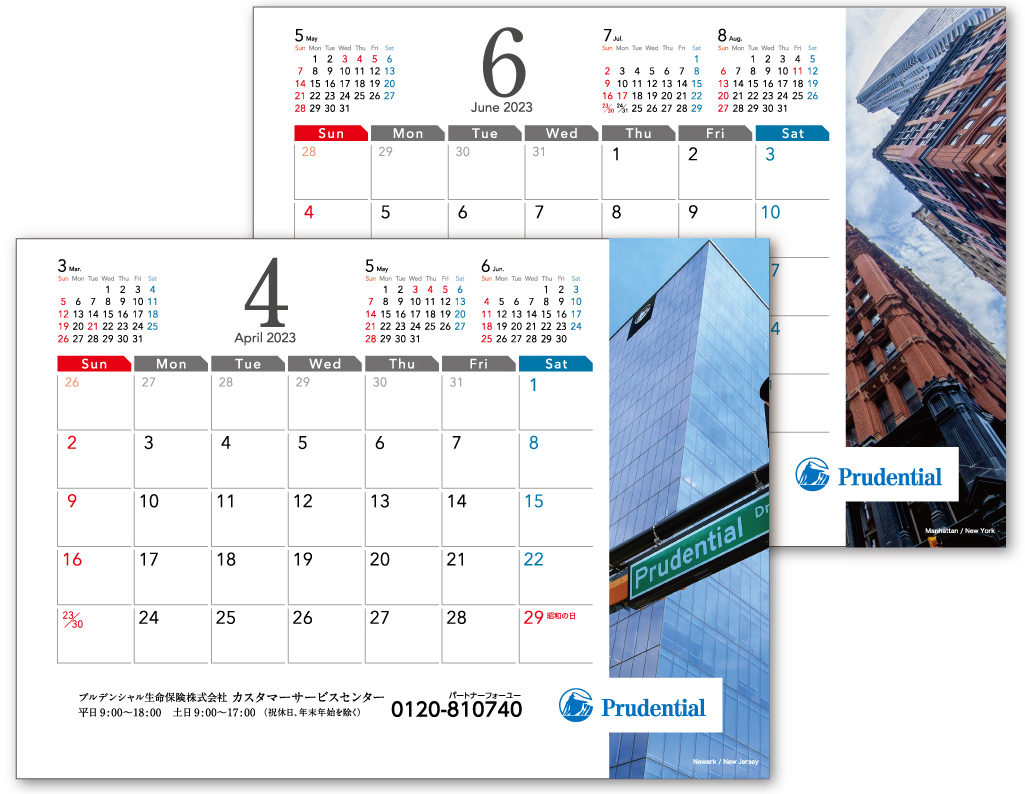 5 May
Sun Mon Tue Wed Thu Fri Sat
1 2 3 4 5 6
7 8 9 10 11 12 13
14 15 16 17 18 19 20
21 22 23 24 25 26 27
28 29 30 31
6
June 2023
7 Jul.
Sun Mon Tue Wed Thu Fri Sat
1
2 3 4 5 6 7 8
9 10 11 12 13 14 15
16 17 18 19 20 21 22
23/30 24/31 25 26 27 28 29
8 Aug.
Sun Mon Tue Wed Thu Fri Sat
1 2 3 4 5
6 7 8 9 10 11 12
13 14 15 16 17 18 19
20 21 22 23 24 25 26
27 28 29 30 31
Sun Mon Tue Wed Thu Fri Sat
28 29 30 31 1 2 3
4 5 6 7 8 9 10
7
4
Prudential
Manhattan / New York
3 Mar.
Sun Mon Tue Wed Thu Fri Sat
1 2 3 4
5 6 7 8 9 10 11
12 13 14 15 16 17 18
19 20 21 22 23 24 25
26 27 28 29 30 31
4
April 2023
5 May
Sun Mon Tue Wed Thu Fri Sat
1 2 3 4 5 6
7 8 9 10 11 12 13
14 15 16 17 18 19 20
21 22 23 24 25 26 27
28 29 30 31
6 Jun.
Sun Mon Tue Wed Thu Fri Sat
1 2 3
4 5 6 7 8 9 10
11 12 13 14 15 16 17
18 19 20 21 22 23 24
25 26 27 28 29 30
Sun Mon Tue Wed Thu Fri Sat
26 27 28 29 30 31 1
2 3 4 5 6 7 8
9 10 11 12 13 14 15
16 17 18 19 20 21 22
23/30 24 25 26 27 28 29 昭和の日
Prudential Dr
プルデンシャル生命保険株式会社 カスタマーサービスセンター
平日9:00〜18:00 土日9:00〜17:00 （祝休日、年末年始を除く）
パートナーフォーユー
0120-810740
Prudential
Newark / New Jersey